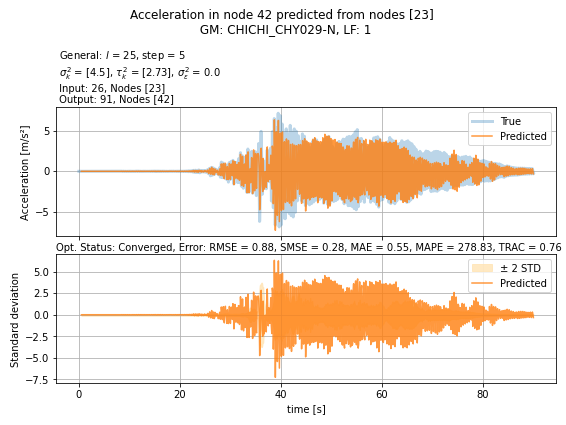 Acceleration in node 42 predicted from nodes [23]
GM: CHICHI_CHY029-N, LF: 1
General: l = 25, step = 5
σ²ₖ = [4.5], τ²ₖ = [2.73], σ²ε = 0.0
Input: 26, Nodes [23]
Output: 91, Nodes [42]
Acceleration [m/s²]
5
0
−5
True
Predicted
Opt. Status: Converged, Error: RMSE = 0.88, SMSE = 0.28, MAE = 0.55, MAPE = 278.83, TRAC = 0.76
Standard deviation
5.0
2.5
0.0
−2.5
−5.0
−7.5
± 2 STD
Predicted
0 20 40 60 80
time [s]